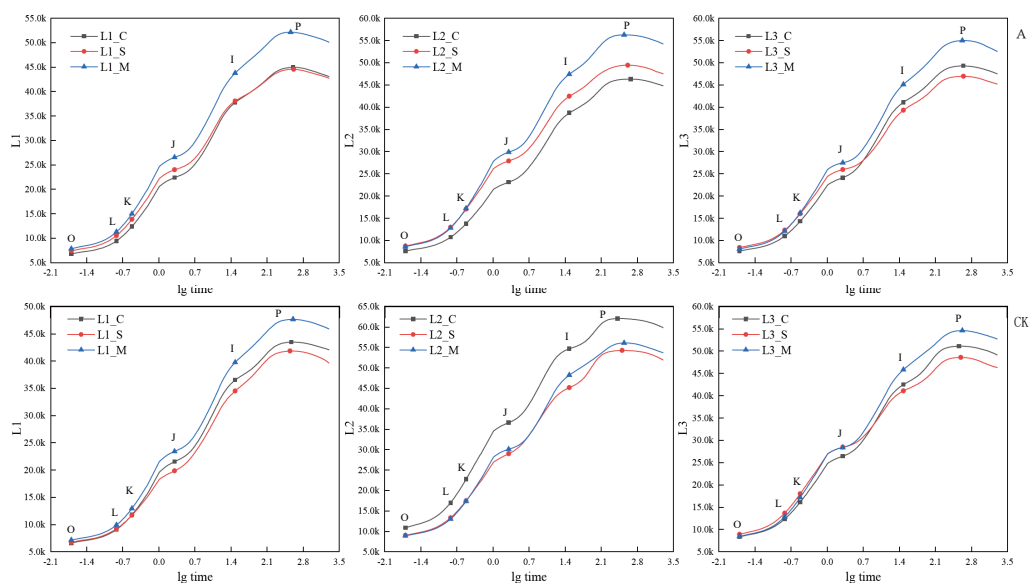 55.0k
50.0k
45.0k
40.0k
35.0k
30.0k
25.0k
20.0k
15.0k
10.0k
5.0k
L1
L1_C
L1_S
L1_M
O
L
K
J
I
P
-2.1 -1.4 -0.7 0.0 0.7 1.4 2.1 2.8 3.5
lg time
60.0k
55.0k
50.0k
45.0k
40.0k
35.0k
30.0k
25.0k
20.0k
15.0k
10.0k
5.0k
L2
L2_C
L2_S
L2_M
O
L
K
J
I
P
-2.1 -1.4 -0.7 0.0 0.7 1.4 2.1 2.8 3.5
lg time
60.0k
55.0k
50.0k
45.0k
40.0k
35.0k
30.0k
25.0k
20.0k
15.0k
10.0k
5.0k
L3
L3_C
L3_S
L3_M
O
L
K
J
I
P
-2.1 -1.4 -0.7 0.0 0.7 1.4 2.1 2.8 3.5
lg time
A
50.0k
45.0k
40.0k
35.0k
30.0k
25.0k
20.0k
15.0k
10.0k
5.0k
L1
L1_C
L1_S
L1_M
O
L
K
J
I
P
-2.1 -1.4 -0.7 0.0 0.7 1.4 2.1 2.8 3.5
lg time
65.0k
60.0k
55.0k
50.0k
45.0k
40.0k
35.0k
30.0k
25.0k
20.0k
15.0k
10.0k
5.0k
L2
L2_C
L2_S
L2_M
O
L
K
J
I
P
-2.1 -1.4 -0.7 0.0 0.7 1.4 2.1 2.8 3.5
lg time
60.0k
55.0k
50.0k
45.0k
40.0k
35.0k
30.0k
25.0k
20.0k
15.0k
10.0k
5.0k
L3
L3_C
L3_S
L3_M
O
L
K
J
I
P
-2.1 -1.4 -0.7 0.0 0.7 1.4 2.1 2.8 3.5
lg time
CK